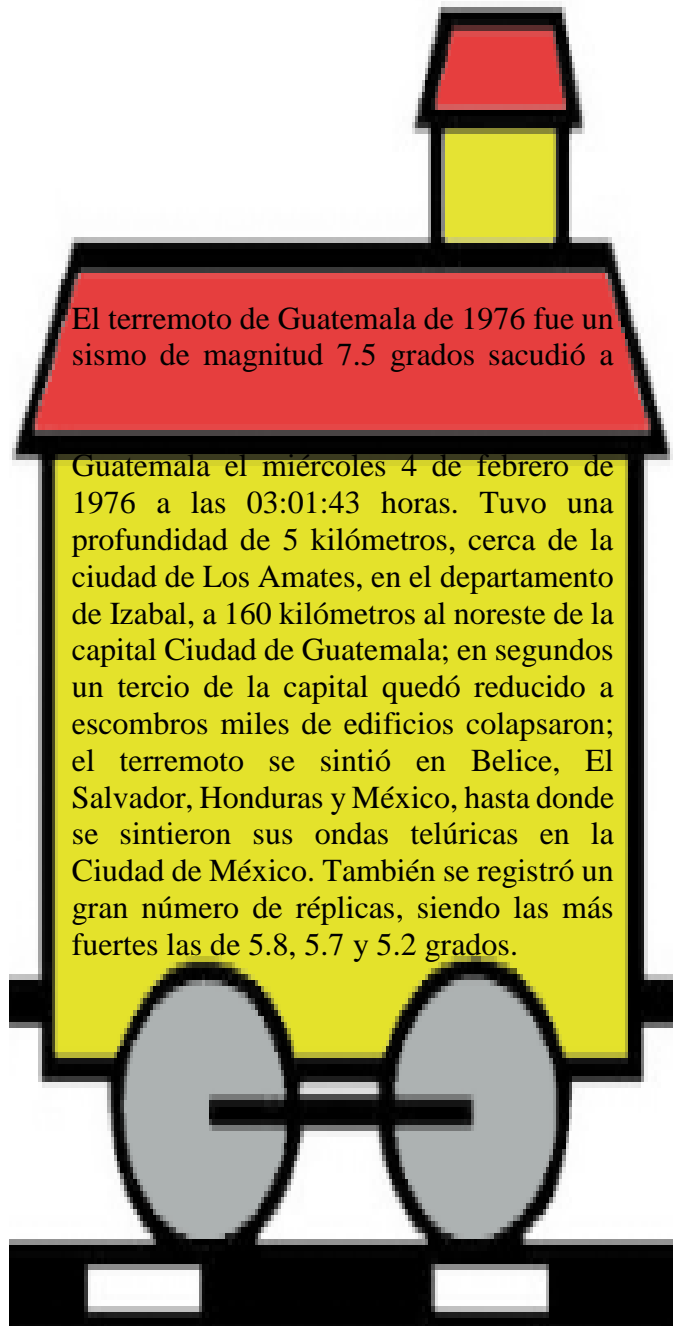 El terremoto de Guatemala de 1976 fue un
sismo de magnitud 7.5 grados sacudió a
Guatemala el miércoles 4 de febrero de
1976 a las 03:01:43 horas. Tuvo una
profundidad de 5 kilómetros, cerca de la
ciudad de Los Amates, en el departamento
de Izabal, a 160 kilómetros al noreste de la
capital Ciudad de Guatemala; en segundos
un tercio de la capital quedó reducido a
escombros miles de edificios colapsaron;
el terremoto se sintió en Belice, El
Salvador, Honduras y México, hasta donde
se sintieron sus ondas telúricas en la
Ciudad de México. También se registró un
gran número de réplicas, siendo las más
fuertes las de 5.8, 5.7 y 5.2 grados.